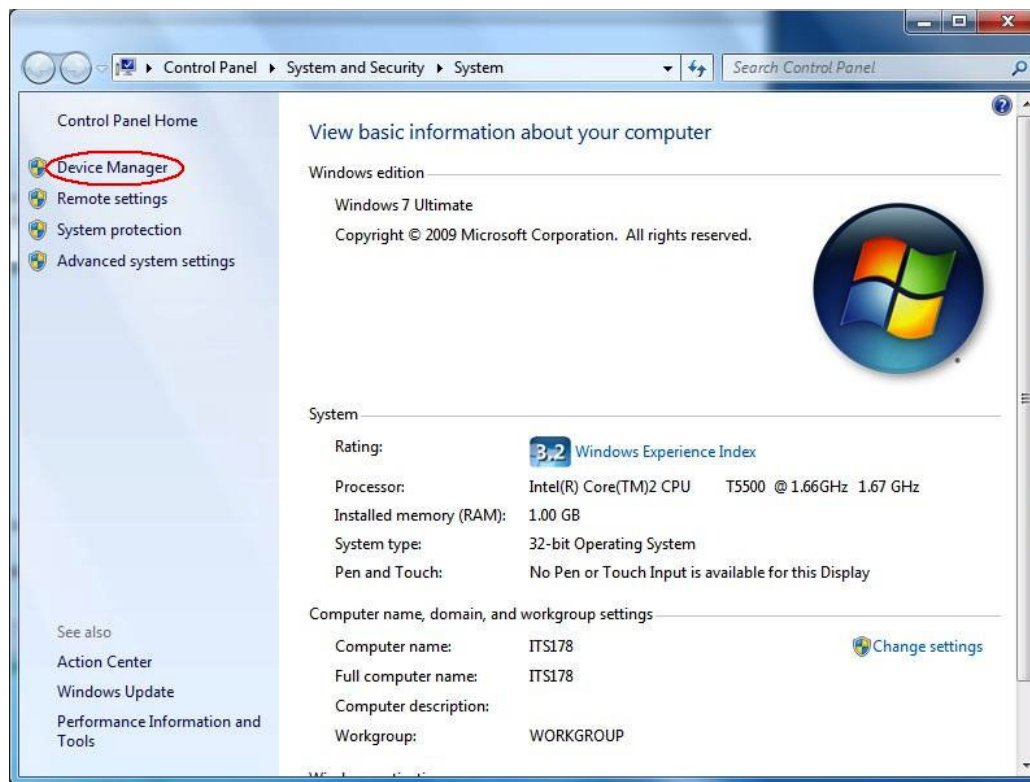 Control Panel System and Security System
Search Control Panel
Control Panel Home
Device Manager
Remote settings
System protection
Advanced system settings
See also
Action Center
Windows Update
Performance Information and
Tools
View basic information about your computer
Windows edition
Windows 7 Ultimate
Copyright © 2009 Microsoft Corporation. All rights reserved.
System
Rating: 3.2 Windows Experience Index
Processor: Intel(R) Core(TM)2 CPU T5500 @ 1.66GHz 1.67 GHz
Installed memory (RAM): 1.00 GB
System type: 32-bit Operating System
Pen and Touch: No Pen or Touch Input is available for this Display
Computer name, domain, and workgroup settings
Computer name: ITS178 Change settings
Full computer name: ITS178
Computer description:
Workgroup: WORKGROUP